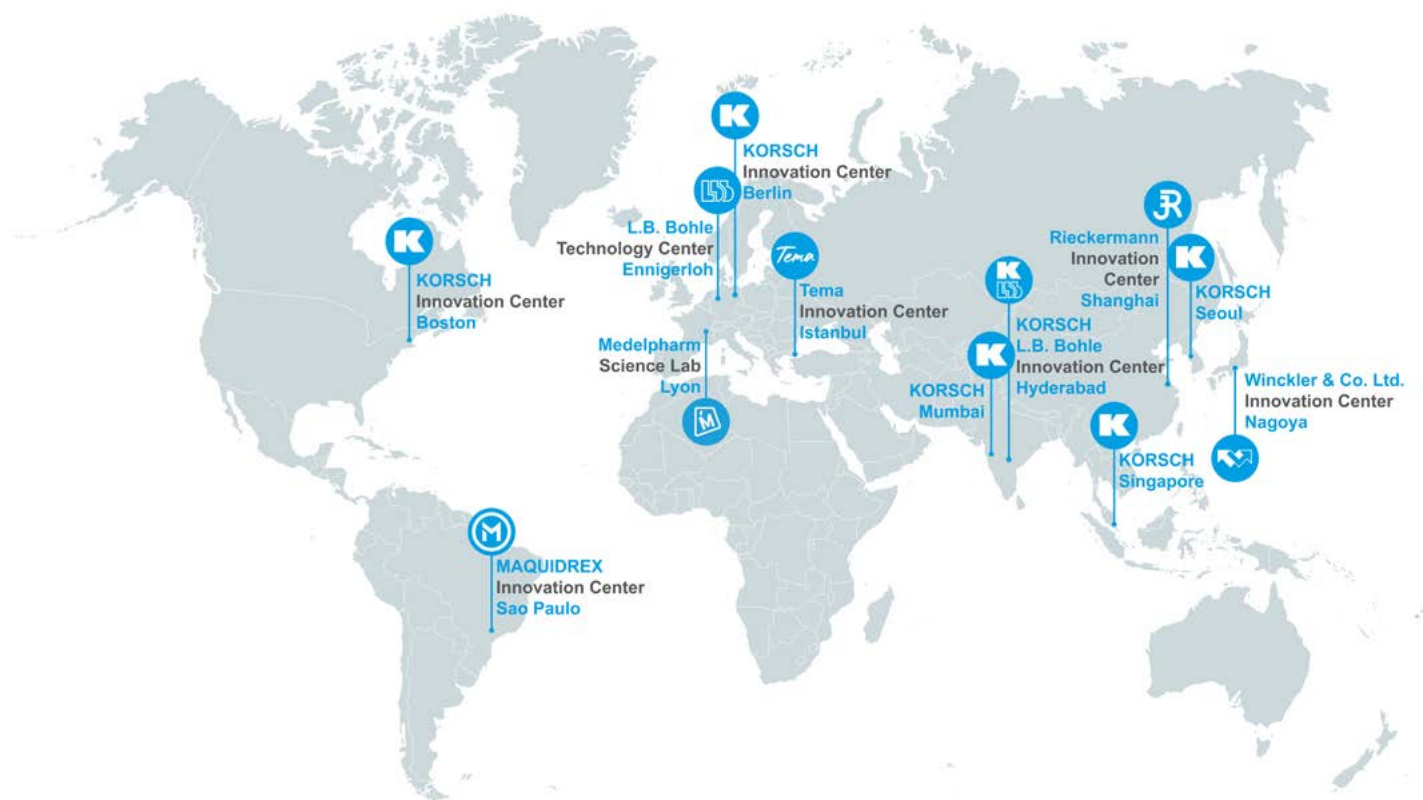 K
KORSCH
Innovation Center
Berlin
L.B. Bohle
Technology Center
Ennigerloh
K
KORSCH
Innovation Center
Boston
Tema
Tema
Innovation Center
Istanbul
Medelpharm
Science Lab
Lyon
M
JR
Rieckermann
Innovation
Center
Shanghai
K
KORSCH
Seoul
K
KORSCH
L.B. Bohle
Innovation Center
Hyderabad
K
KORSCH
Mumbai
Winckler & Co. Ltd.
Innovation Center
Nagoya
K
KORSCH
Singapore
M
MAQUIDREX
Innovation Center
Sao Paulo